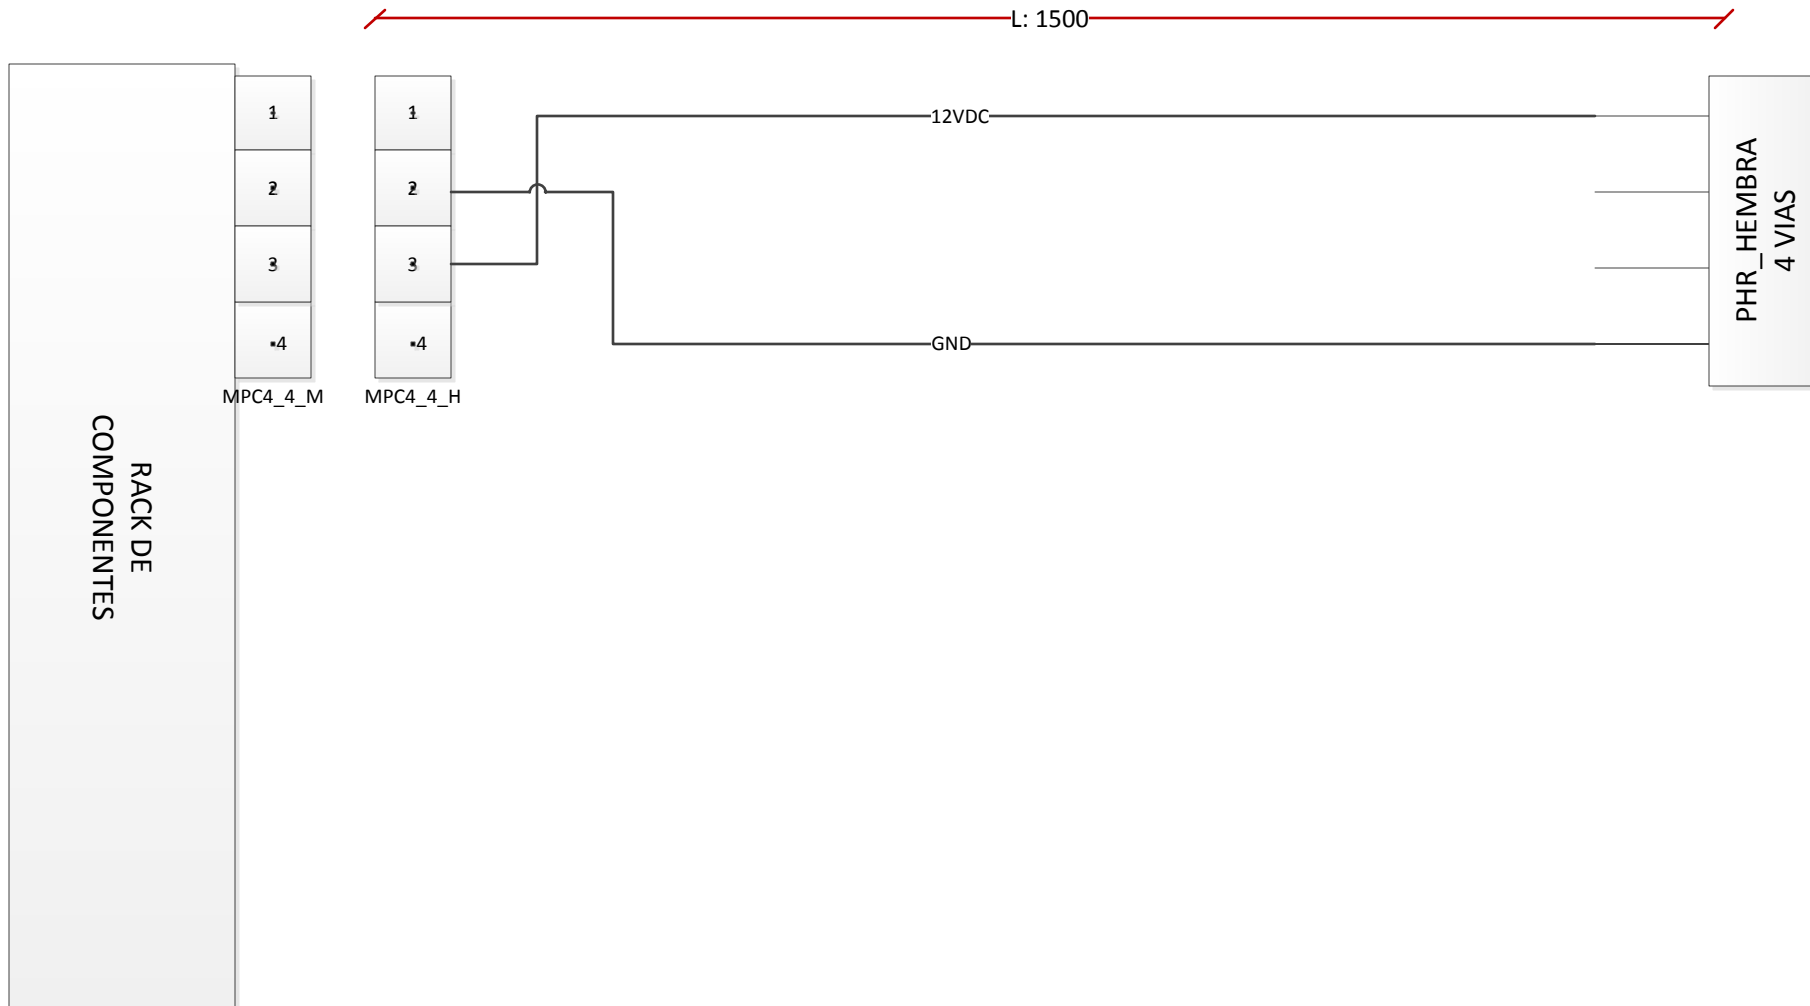 L: 1500
1
2
3
4
MPC4_4_M
1
2
3
4
MPC4_4_H
12VDC
GND
PHR_HEMBRA
4 VIAS
RACK DE
COMPONENTES